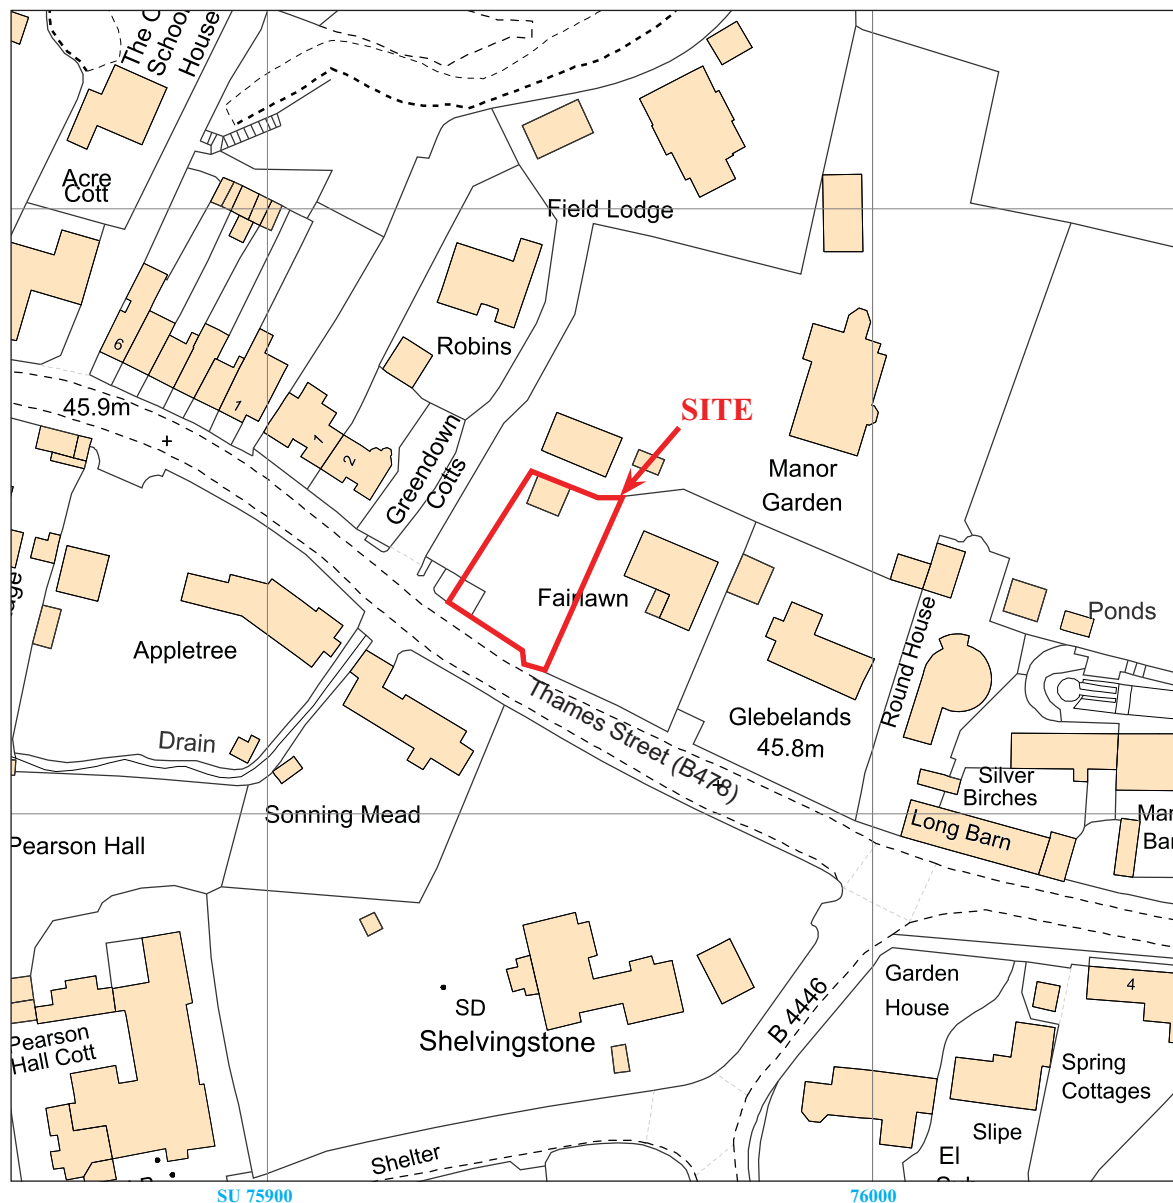 The
School
House
Acre
Cott
Field Lodge
Robins
6
1
45.9m
1
2
Greendown
Cotts
SITE
Manor
Garden
Fairlawn
Appletree
Drain
Thames Street (B478)
Glebelands
45.8m
Round House
Ponds
Silver
Birches
Long Barn
Sonning Mead
Pearson Hall
SD
Shelvingstone
B 4446
Garden
House
4
Pearson
Hall Cott
Spring
Cottages
Slipe
El
Shelter
SU 75900
76000